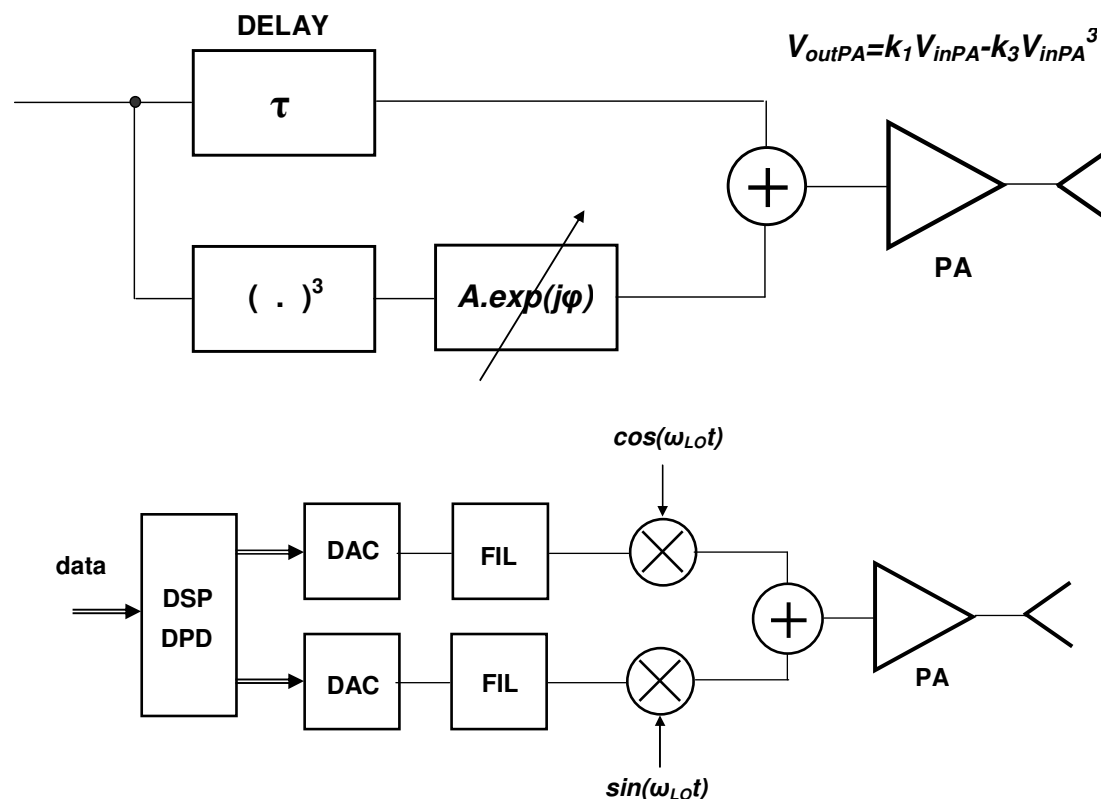 DELAY
V_outPA=k_1V_inPA-k_3V_inPA^3
τ
PA
( . )^3
A.exp(jφ)
cos(ω_LOt)
data
DSP
DPD
DAC
FIL
DAC
FIL
PA
sin(ω_LOt)